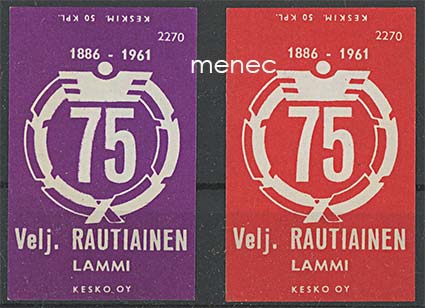 KESKIM. 50 KPL.
2270
1886 - 1961
75
Velj. RAUTIAINEN
LAMMI
KESKO OY
KESKIM. 50 KPL.
2270
1886 - 1961
75
Velj. RAUTIAINEN
LAMMI
KESKO OY
menec